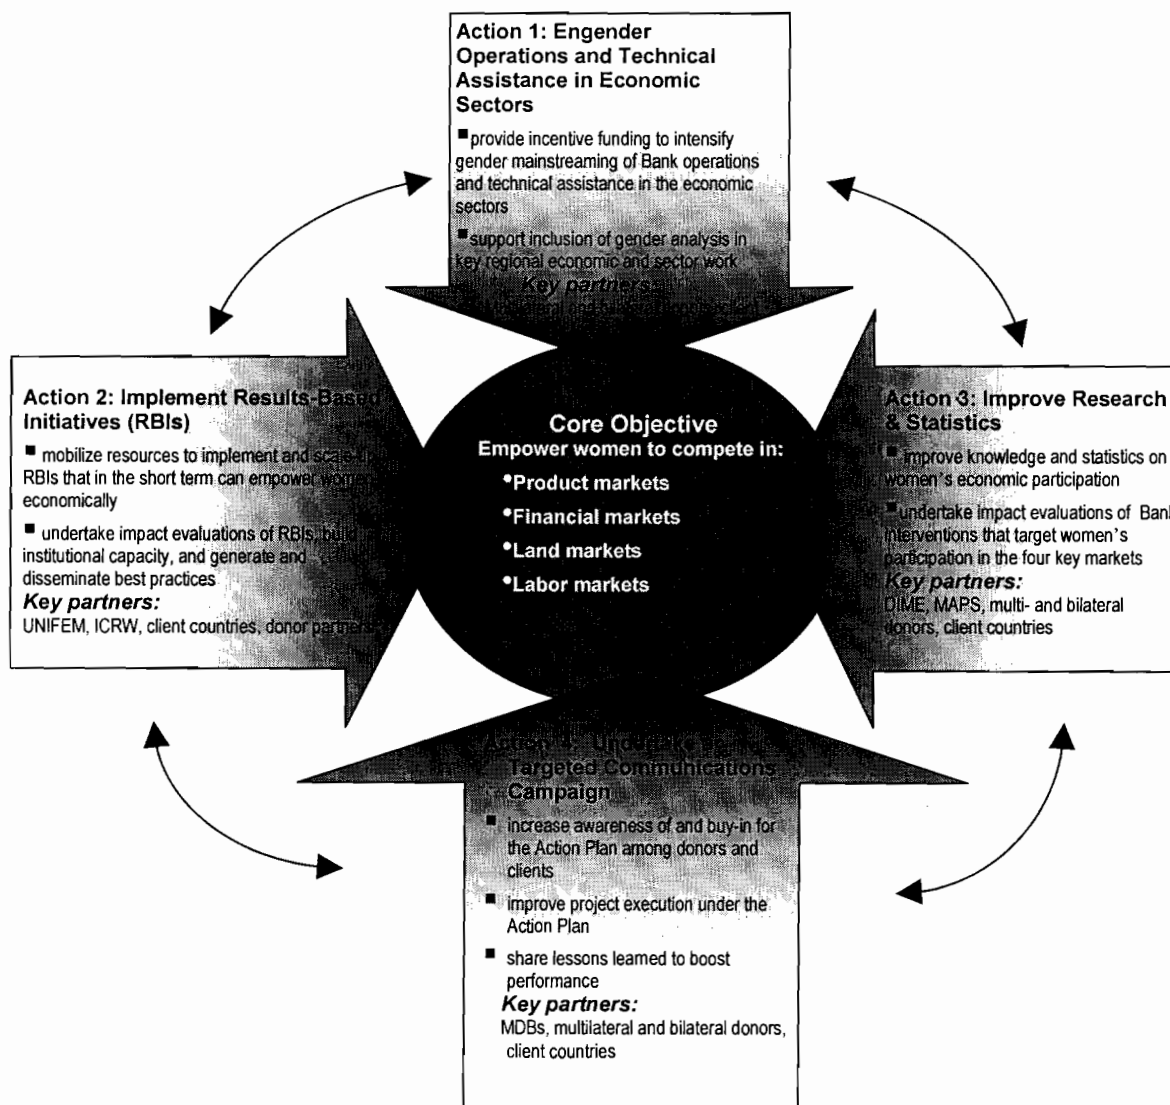 Action 1: Engender
Operations and Technical
Assistance in Economic
Sectors
■ provide incentive funding to intensify
gender mainstreaming of Bank operations
and technical assistance in the economic
sectors
■ support inclusion of gender analysis in
key regional economic and sector work
Key partners:
Action 2: Implement Results-Based
Initiatives (RBIs)
■ mobilize resources to implement and scale
RBIs that in the short term can empower women
economically
■ undertake impact evaluations of RBIs, build
institutional capacity, and generate and
disseminate best practices
Key partners:
UNIFEM, ICRW, client countries, donor partners
Core Objective
Empower women to compete in:
•Product markets
•Financial markets
•Land markets
•Labor markets
Action 3: Improve Research
& Statistics
■ improve knowledge and statistics on
women's economic participation
■ undertake impact evaluations of Bank
interventions that target women's
participation in the four key markets
Key partners:
DIME, MAPS, multi- and bilateral
donors, client countries
Action 4: Undertake
Targeted Communications
Campaign
■ increase awareness of and buy-in for
the Action Plan among donors and
clients
■ improve project execution under the
Action Plan
■ share lessons learned to boost
performance
Key partners:
MDBs, multilateral and bilateral donors,
client countries